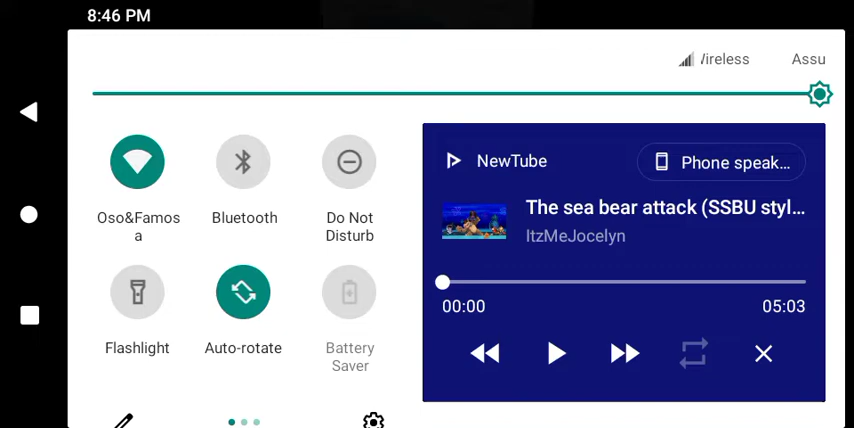 8:46 PM
Wireless Assu
NewTube
Phone speak...
The sea bear attack (SSBU styl...
ItzMeJocelyn
00:00
05:03
Oso&Famos
a
Bluetooth
Do Not
Disturb
Flashlight
Auto-rotate
Battery
Saver